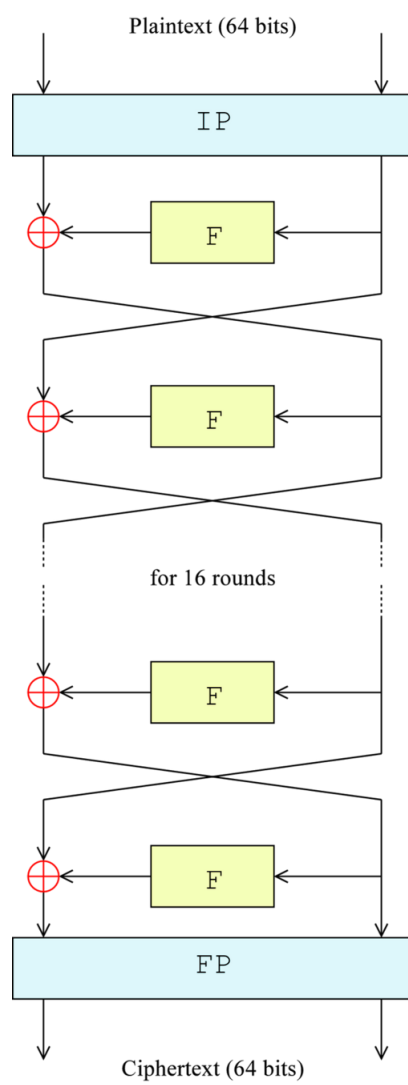 Plaintext (64 bits)
IP
F
F
for 16 rounds
F
F
FP
Ciphertext (64 bits)